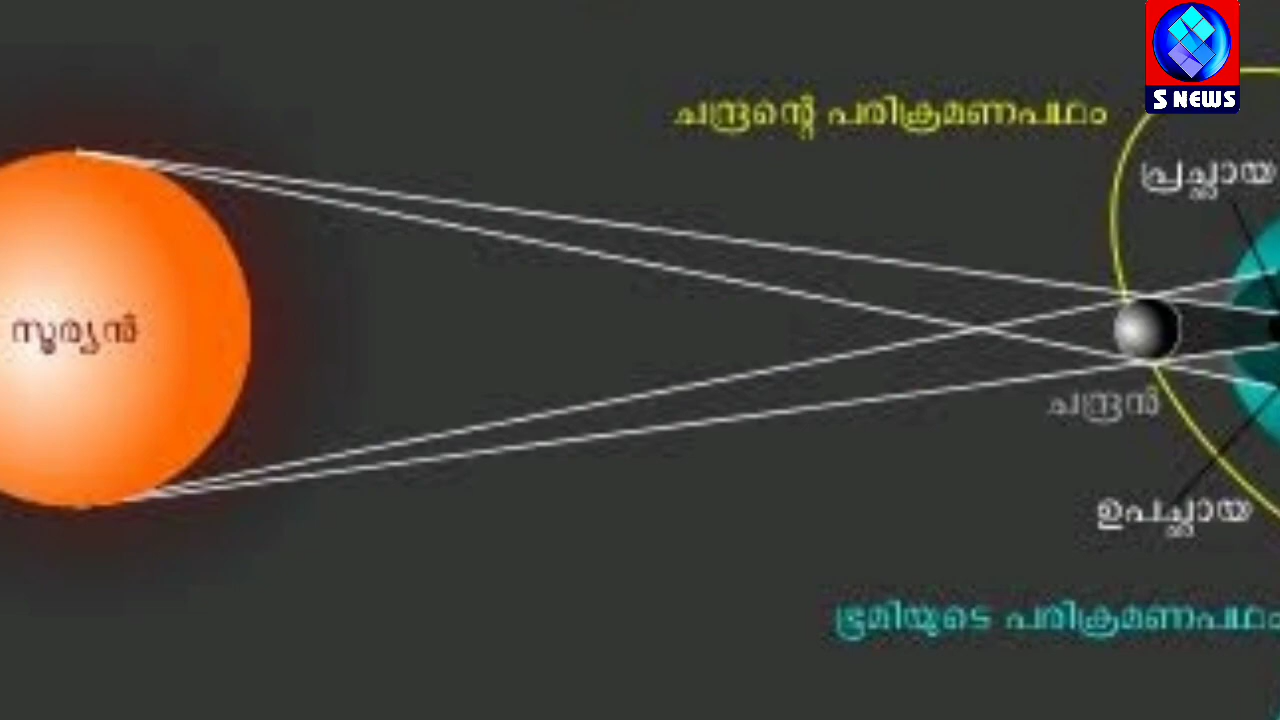 S NEWS
ചന്ദ്രന്റെ പരിക്രമണപഥം
പ്രച്ഛായ
സൂര്യൻ
ചന്ദ്രൻ
ഉപച്ഛായ
ഭൂമിയുടെ പരിക്രമണപഥം